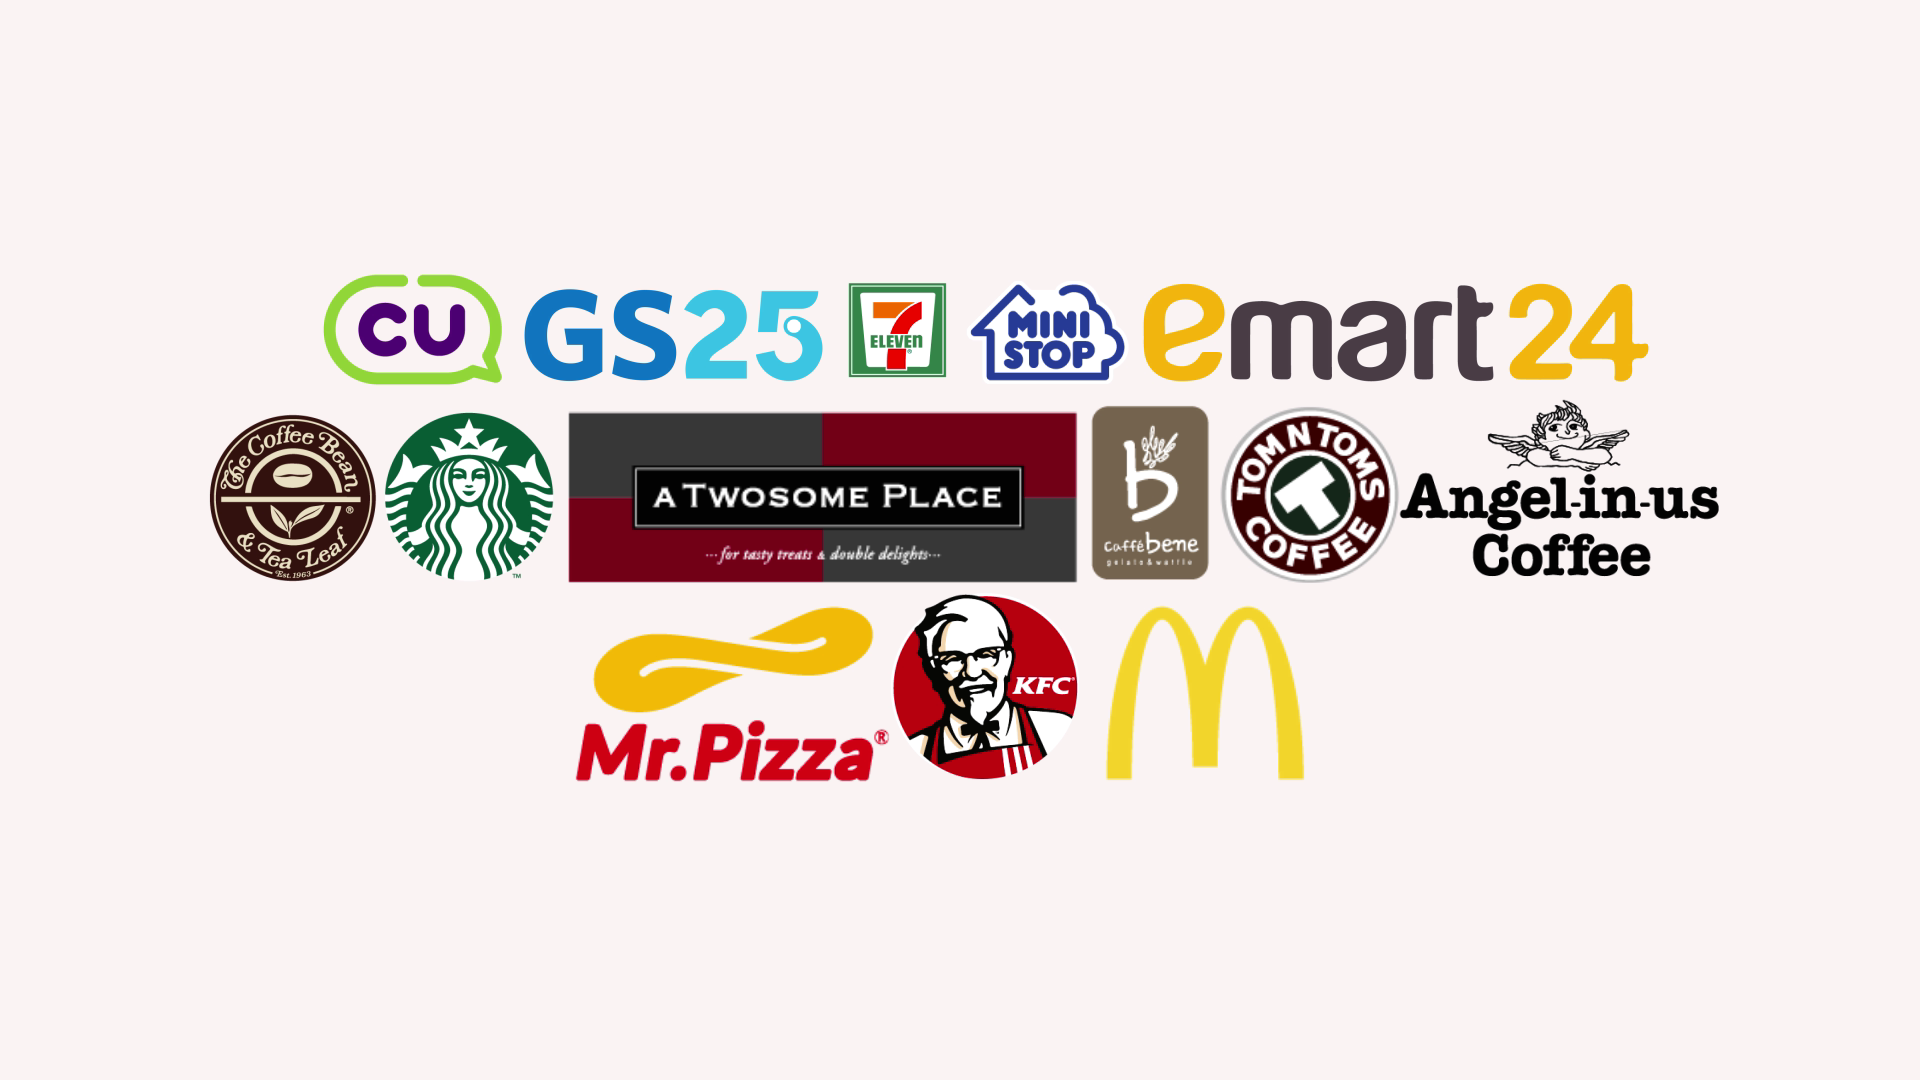 CU
GS25
7
ELEVEN
®
MINI
STOP
emart24
The Coffee Bean
®
& Tea Leaf
Est. 1963
™
A TWOSOME PLACE
...for tasty treats & double delights...
b
caffébene
gelato & waffle
TOM N TOMS
T
COFFEE
Angel-in-us
Coffee
Mr.Pizza®
KFC
M